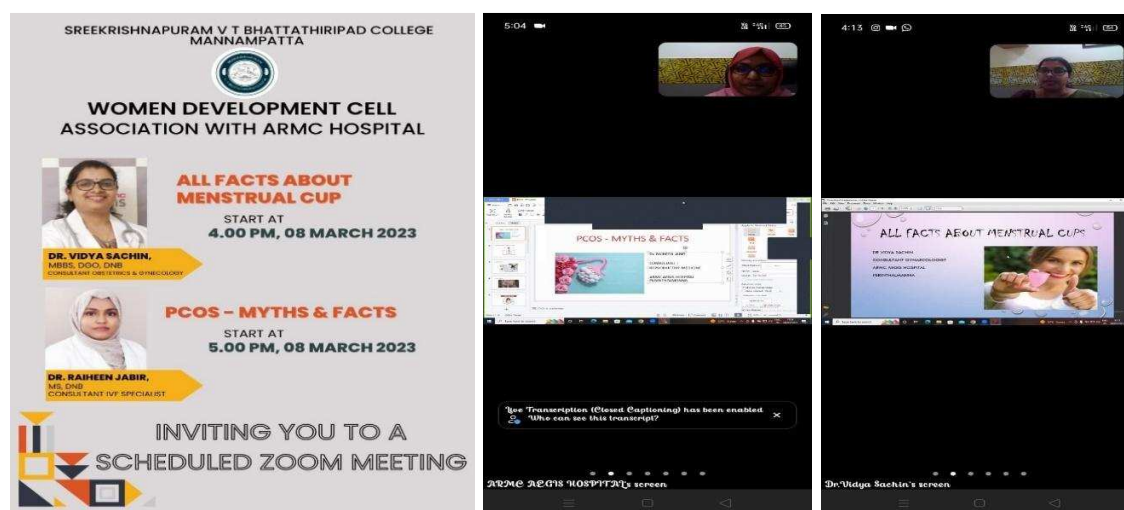 SREEKRISHNAPURAM V T BHATTATHIRIPAD COLLEGE
MANNAMPATTA
WOMEN DEVELOPMENT CELL
ASSOCIATION WITH ARMC HOSPITAL
ALL FACTS ABOUT
MENSTRUAL CUP
START AT
4.00 PM, 08 MARCH 2023
DR. VIDYA SACHIN,
MBBS, DGO, DNB
CONSULTANT OBSTETRICS & GYNECOLOGY
PCOS - MYTHS & FACTS
START AT
5.00 PM, 08 MARCH 2023
DR. RAIHEEN JABIR,
MS, DNB
CONSULTANT IVF SPECIALIST
INVITING YOU TO A
SCHEDULED ZOOM MEETING
5:04
PCOS - MYTHS & FACTS
Live Transcription (Closed Captioning) has been enabled
Who can see this transcript?
ARMC AEGIS HOSPITAL's screen
4:13
ALL FACTS ABOUT MENSTRUAL CUPS
DR VIDYA SACHIN
CONSULTANT GYNAECOLOGIST
ARMC AEGIS HOSPITAL
PERINTHALMANNA
Dr.Vidya Sachin's screen